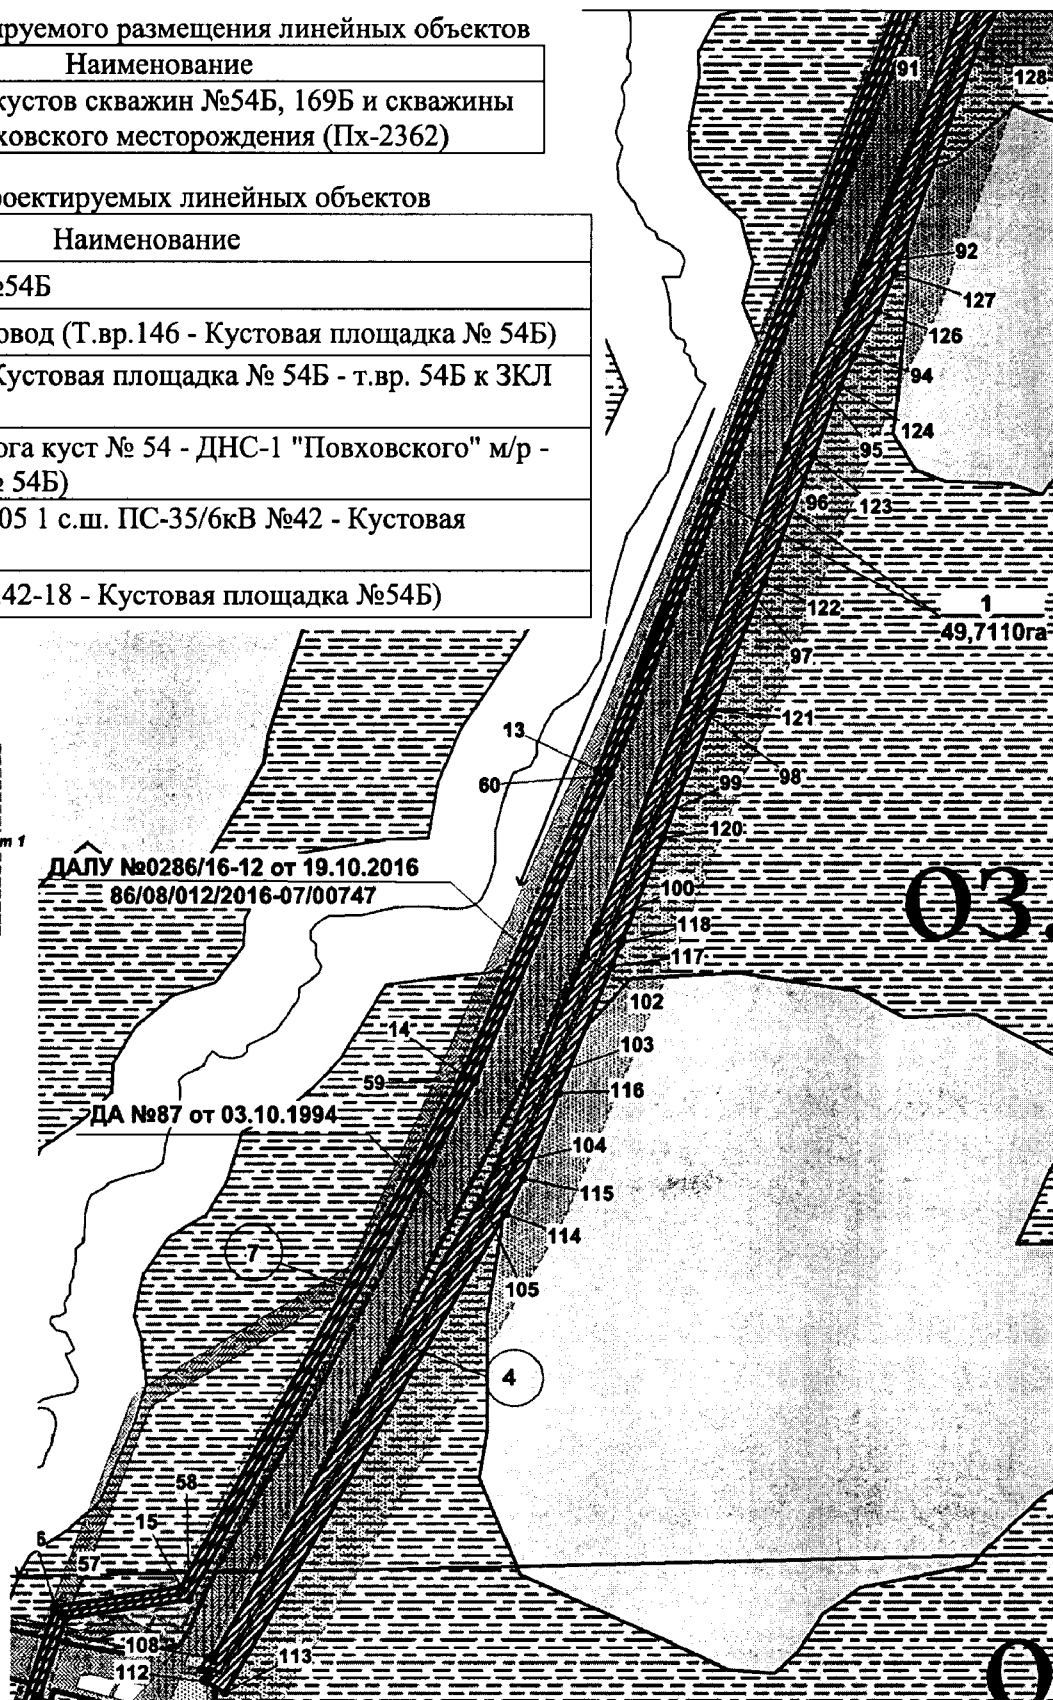 ируемого размещения линейных объектов
Наименование
кустов скважин №54Б, 169Б и скважины
ховского месторождения (Пх-2362)
роектируемых линейных объектов
Наименование
№54Б
овод (Т.вр.146 - Кустовая площадка № 54Б)
Кустовая площадка № 54Б - т.вр. 54Б к ЗКЛ
ога куст № 54 - ДНС-1 "Повховского" м/р -
№ 54Б)
05 1 с.ш. ПС-35/6кВ №42 - Кустовая
.42-18 - Кустовая площадка №54Б)
91
128
92
127
126
94
124
95
96
123
122
1
49,7110га
97
121
13
98
60
99
120
т 1
ДАЛУ №0286/16-12 от 19.10.2016
86/08/012/2016-07/00747
100
ОЗ.
118
117
102
14
103
59
116
ДА №87 от 03.10.1994
104
115
114
7
105
4
58
15
6
57
108
113
112
О